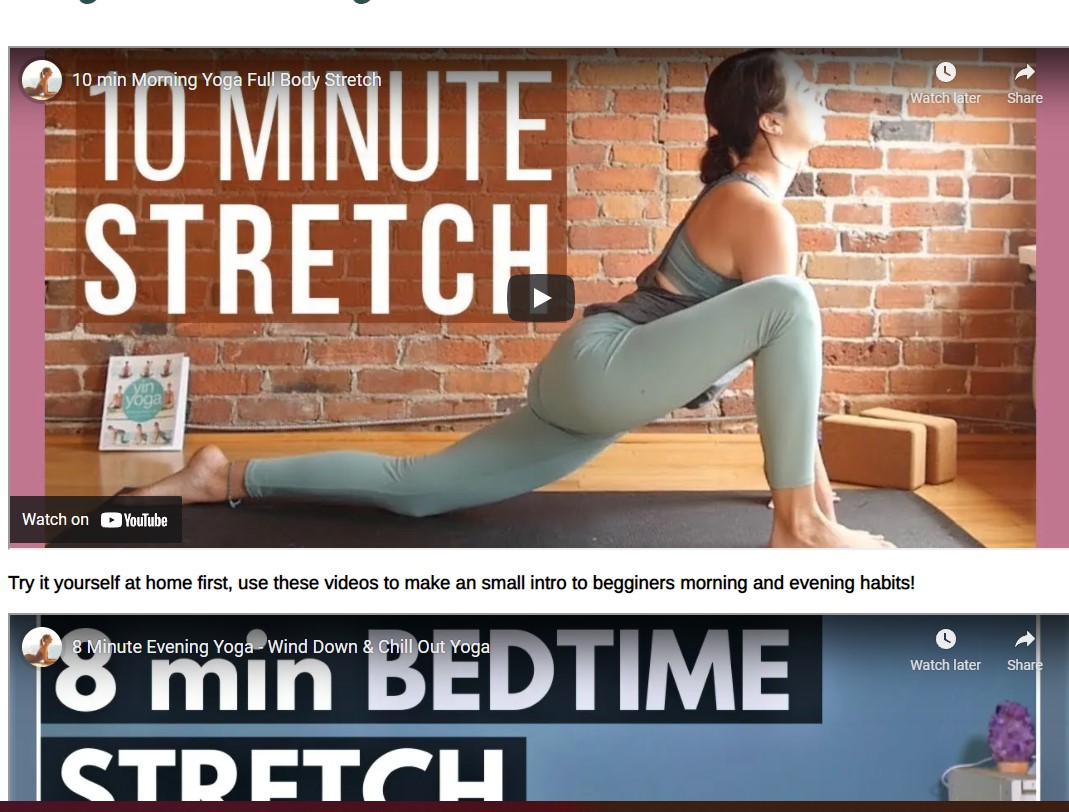 10 min Morning Yoga Full Body Stretch
Watch later
Share
10 MINUTE
STRETCH
yin
yoga
Watch on YouTube
Try it yourself at home first, use these videos to make an small intro to begginers morning and evening habits!
8 Minute Evening Yoga - Wind Down & Chill Out Yoga
Watch later
Share
8 min BEDTIME
STRETCH